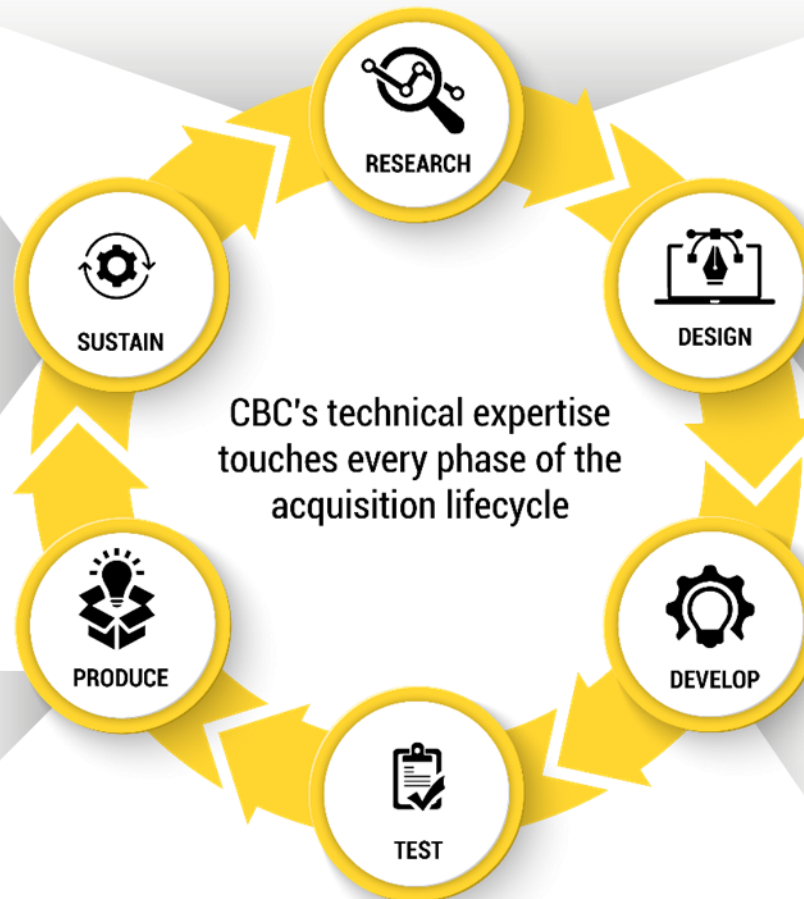 RESEARCH
DESIGN
DEVELOP
TEST
PRODUCE
SUSTAIN
CBC's technical expertise
touches every phase of the
acquisition lifecycle